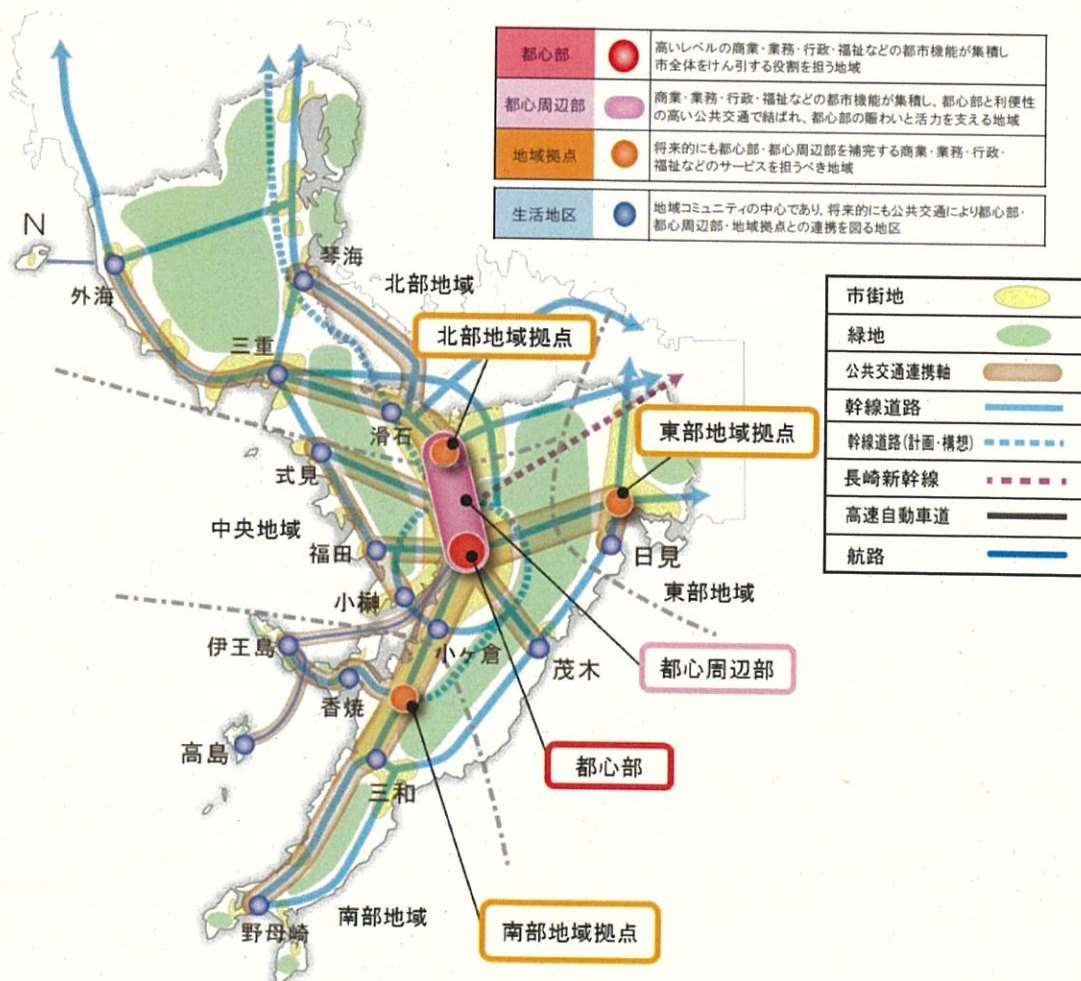 都心部
高いレベルの商業・業務・行政・福祉などの都市機能が集積し
市全体をけん引する役割を担う地域
都心周辺部
商業・業務・行政・福祉などの都市機能が集積し、都心部と利便性
の高い公共交通で結ばれ、都心部の賑わいと活力を支える地域
地域拠点
将来的にも都心部・都心周辺部を補完する商業・業務・行政・
福祉などのサービスを担うべき地域
生活地区
地域コミュニティの中心であり、将来的にも公共交通により都心部・
都心周辺部・地域拠点との連携を図る地区
N
外海
琴海
北部地域
市街地
緑地
公共交通連携軸
幹線道路
幹線道路(計画・構想)
長崎新幹線
高速自動車道
航路
北部地域拠点
三重
滑石
東部地域拠点
式見
中央地域
福田
日見
小榊
東部地域
伊王島
小ヶ倉
茂木
都心周辺部
香焼
高島
都心部
三和
野母崎
南部地域
南部地域拠点